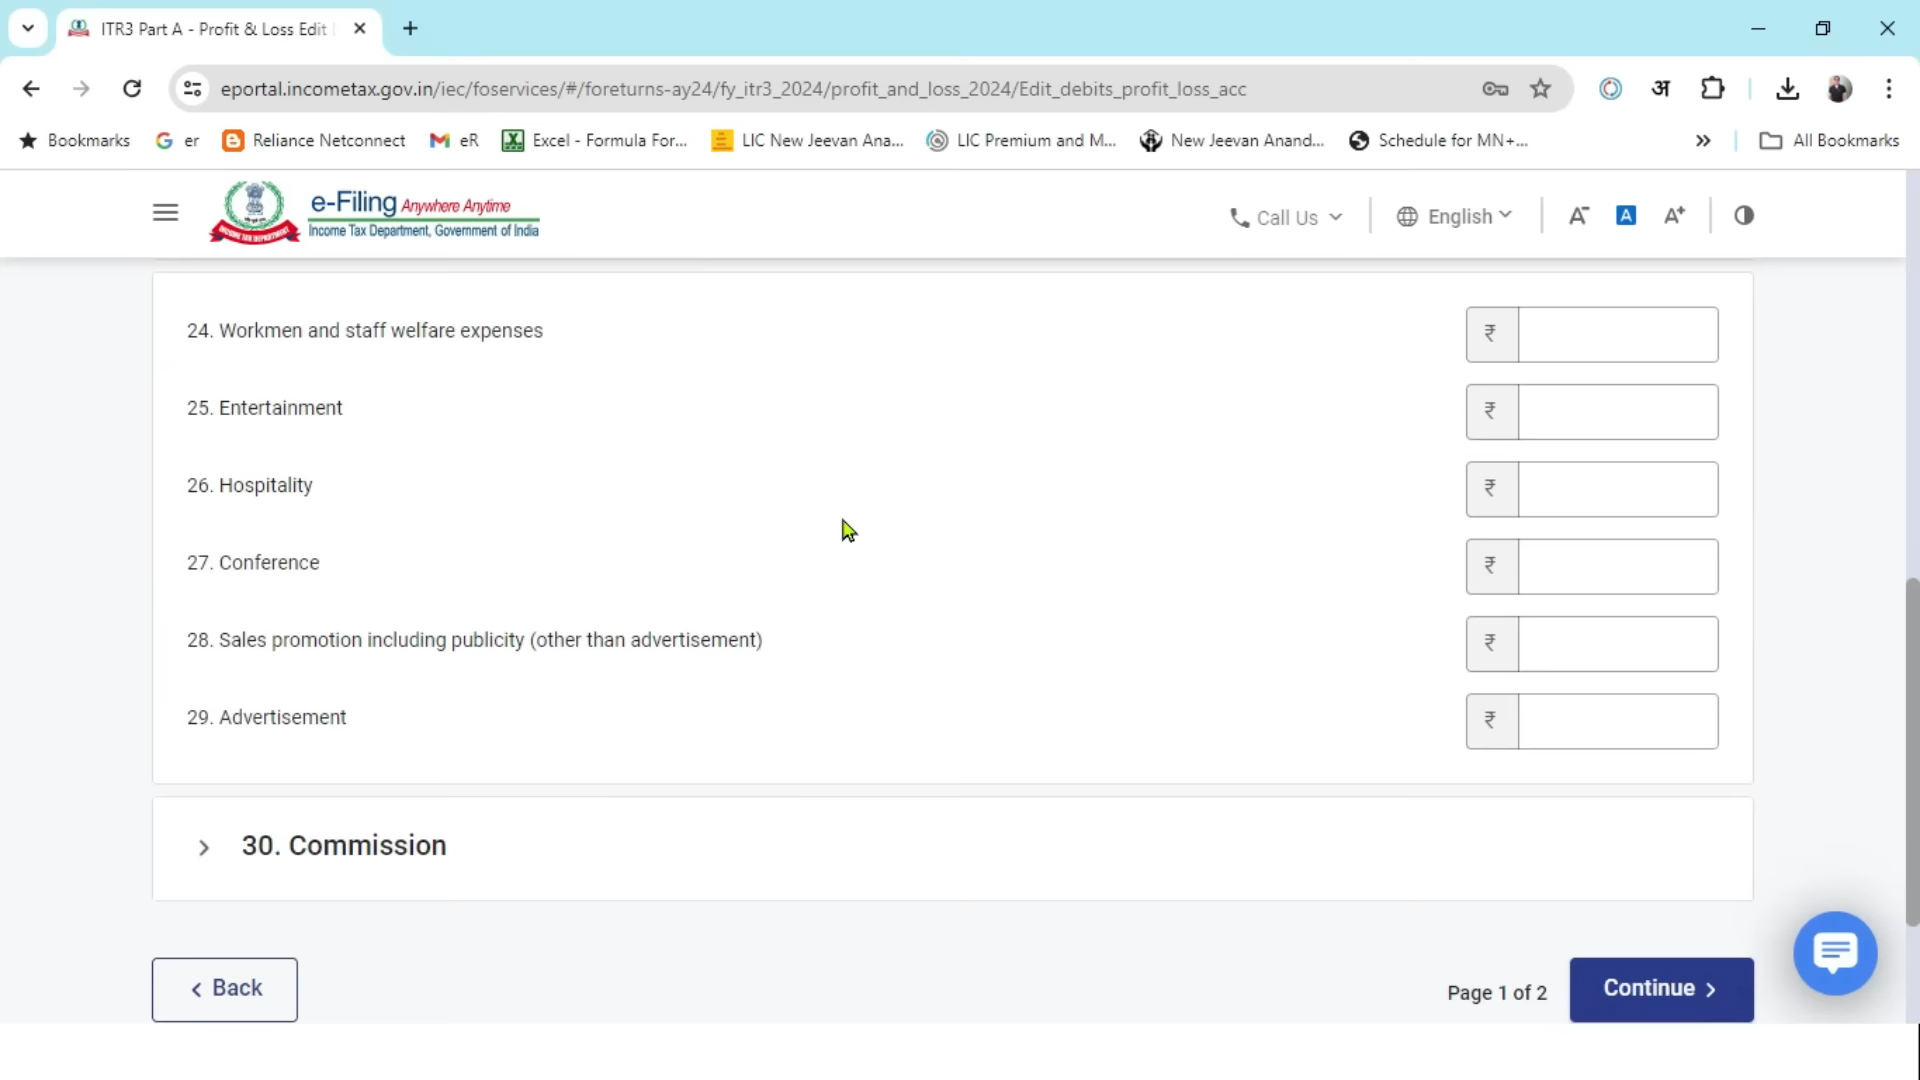 ITR3 Part A - Profit & Loss Edit
eportal.incometax.gov.in/iec/foservices/#/foreturns-ay24/fy_itr3_2024/profit_and_loss_2024/Edit_debits_profit_loss_acc
अ
Bookmarks
G er
Reliance Netconnect
eR
Excel - Formula For...
LIC New Jeevan Ana...
LIC Premium and M...
New Jeevan Anand...
Schedule for MN+...
All Bookmarks
e-Filing Anywhere Anytime
Income Tax Department, Government of India
INCOME TAX DEPARTMENT
Call Us
English
A- A A+
24. Workmen and staff welfare expenses ₹
25. Entertainment ₹
26. Hospitality ₹
27. Conference ₹
28. Sales promotion including publicity (other than advertisement) ₹
29. Advertisement ₹
30. Commission
Back
Page 1 of 2
Continue